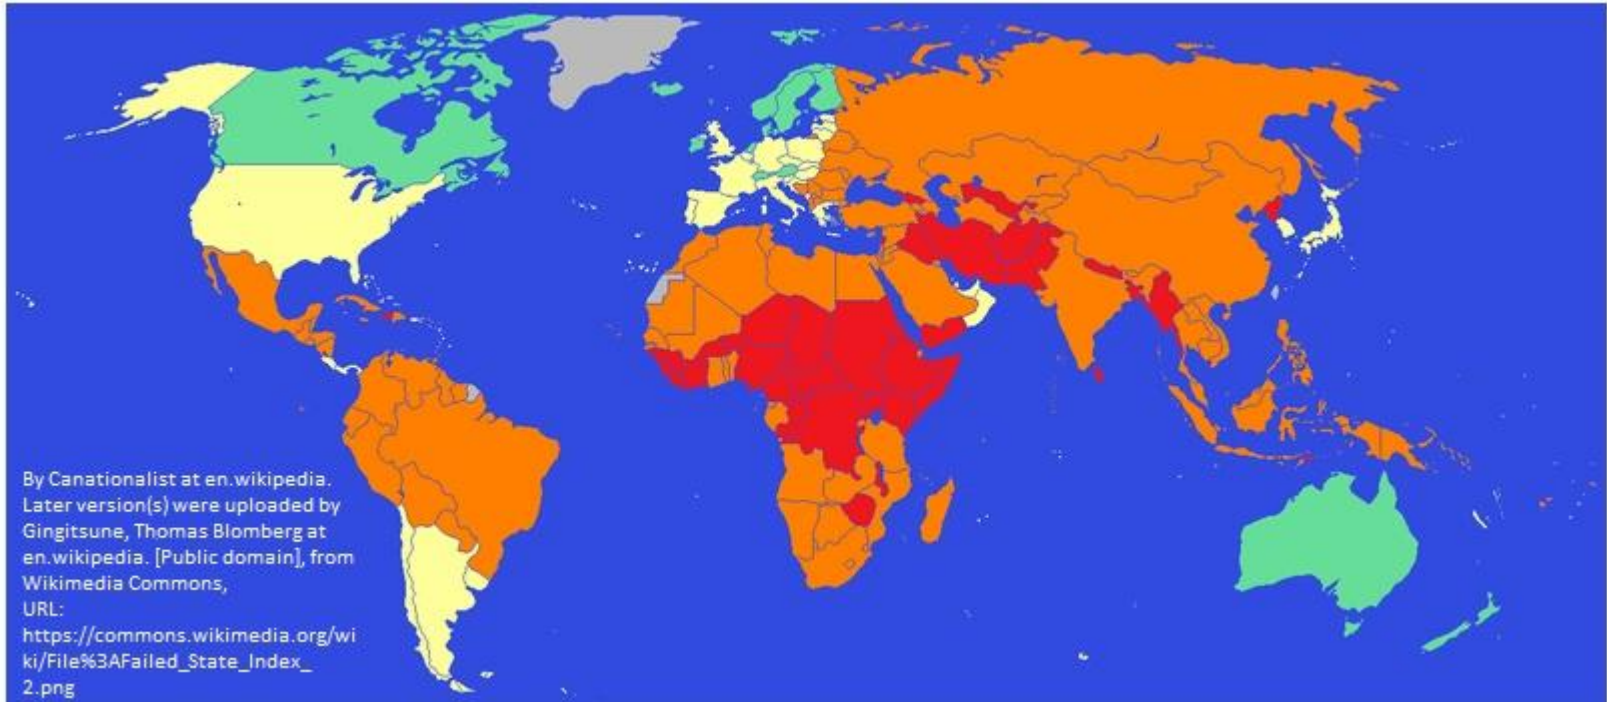 By Canationalist at en.wikipedia.
Later version(s) were uploaded by
Gingitsune, Thomas Blomberg at
en.wikipedia. [Public domain], from
Wikimedia Commons,
URL:
https://commons.wikimedia.org/wi
ki/File%3AFailed_State_Index_
2.png